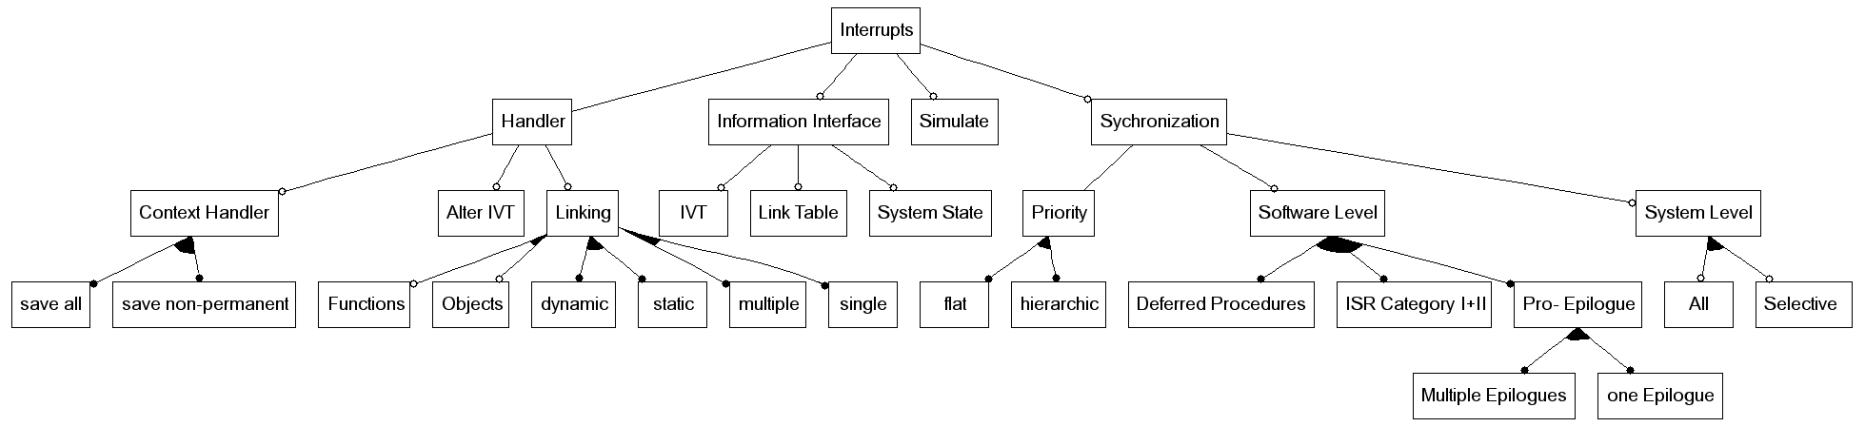 Interrupts
Handler
Information Interface
Simulate
Sychronization
Context Handler
Alter IVT
Linking
IVT
Link Table
System State
Priority
Software Level
System Level
save all
save non-permanent
Functions
Objects
dynamic
static
multiple
single
flat
hierarchic
Deferred Procedures
ISR Category I+II
Pro- Epilogue
All
Selective
Multiple Epilogues
one Epilogue